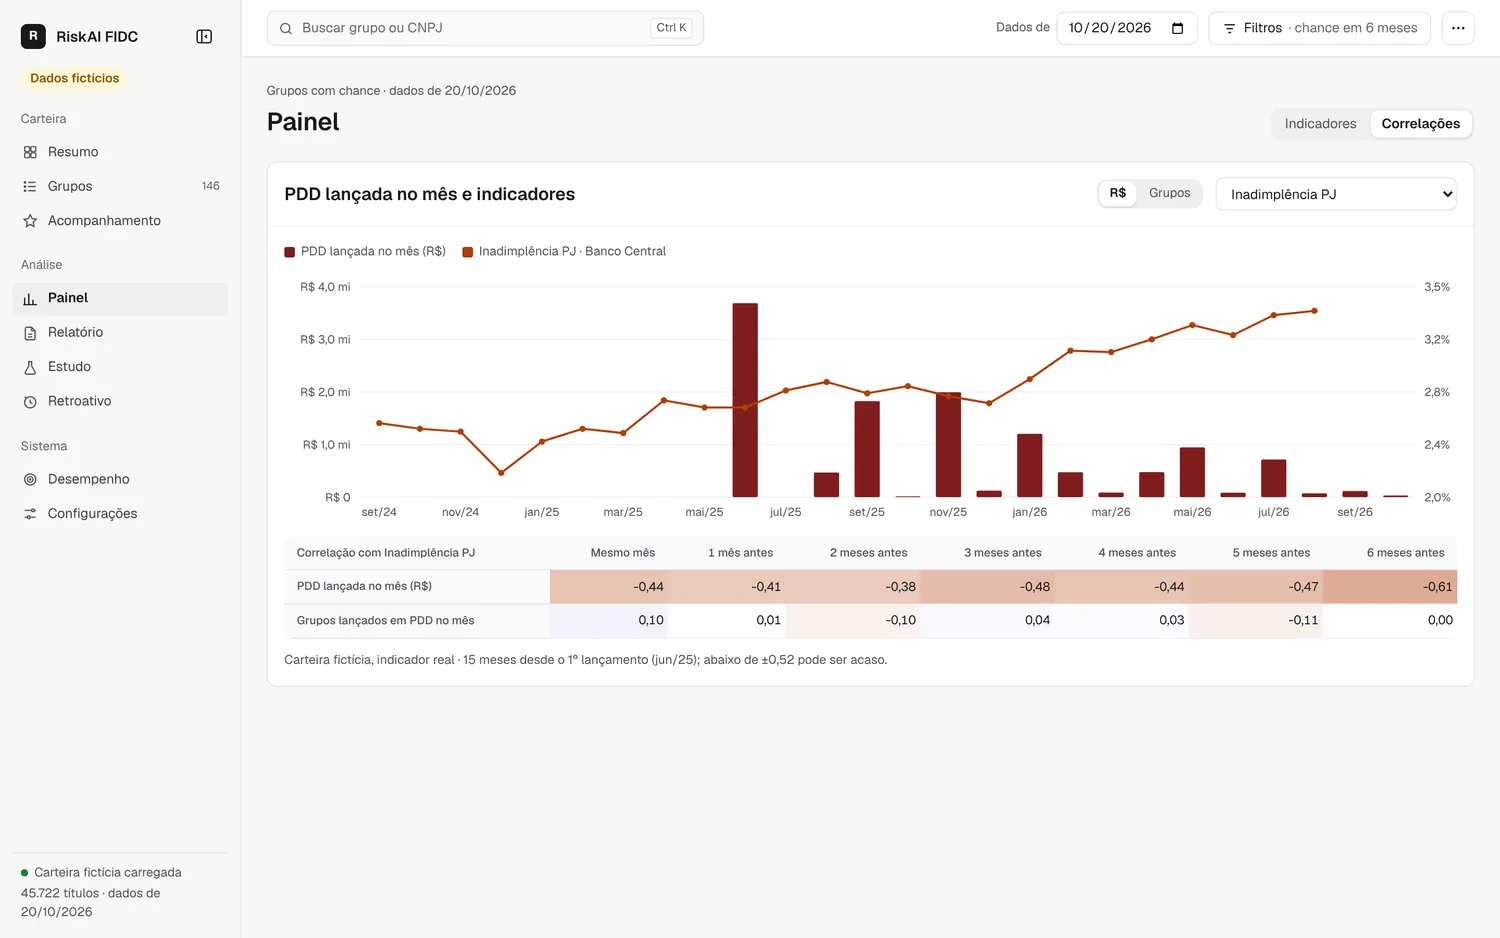 R RiskAI FIDC
Dados fictícios
Carteira
Resumo
Grupos 146
Acompanhamento
Análise
Painel
Relatório
Estudo
Retroativo
Sistema
Desempenho
Configurações
Carteira fictícia carregada
45.722 títulos · dados de
20/10/2026
Buscar grupo ou CNPJ Ctrl K
Dados de 10/20/2026 Filtros · chance em 6 meses ···
Grupos com chance · dados de 20/10/2026
Painel
Indicadores Correlações
PDD lançada no mês e indicadores
R$ Grupos Inadimplência PJ
PDD lançada no mês (R$) Inadimplência PJ · Banco Central
R$ 4,0 mi 3,5%
R$ 3,0 mi 3,2%
R$ 2,0 mi 2,8%
R$ 1,0 mi 2,4%
R$ 0 2,0%
set/24 nov/24 jan/25 mar/25 mai/25 jul/25 set/25 nov/25 jan/26 mar/26 mai/26 jul/26 set/26
Correlação com Inadimplência PJ Mesmo mês 1 mês antes 2 meses antes 3 meses antes 4 meses antes 5 meses antes 6 meses antes
PDD lançada no mês (R$) -0,44 -0,41 -0,38 -0,48 -0,44 -0,47 -0,61
Grupos lançados em PDD no mês 0,10 0,01 -0,10 0,04 0,03 -0,11 0,00
Carteira fictícia, indicador real · 15 meses desde o 1º lançamento (jun/25); abaixo de ±0,52 pode ser acaso.